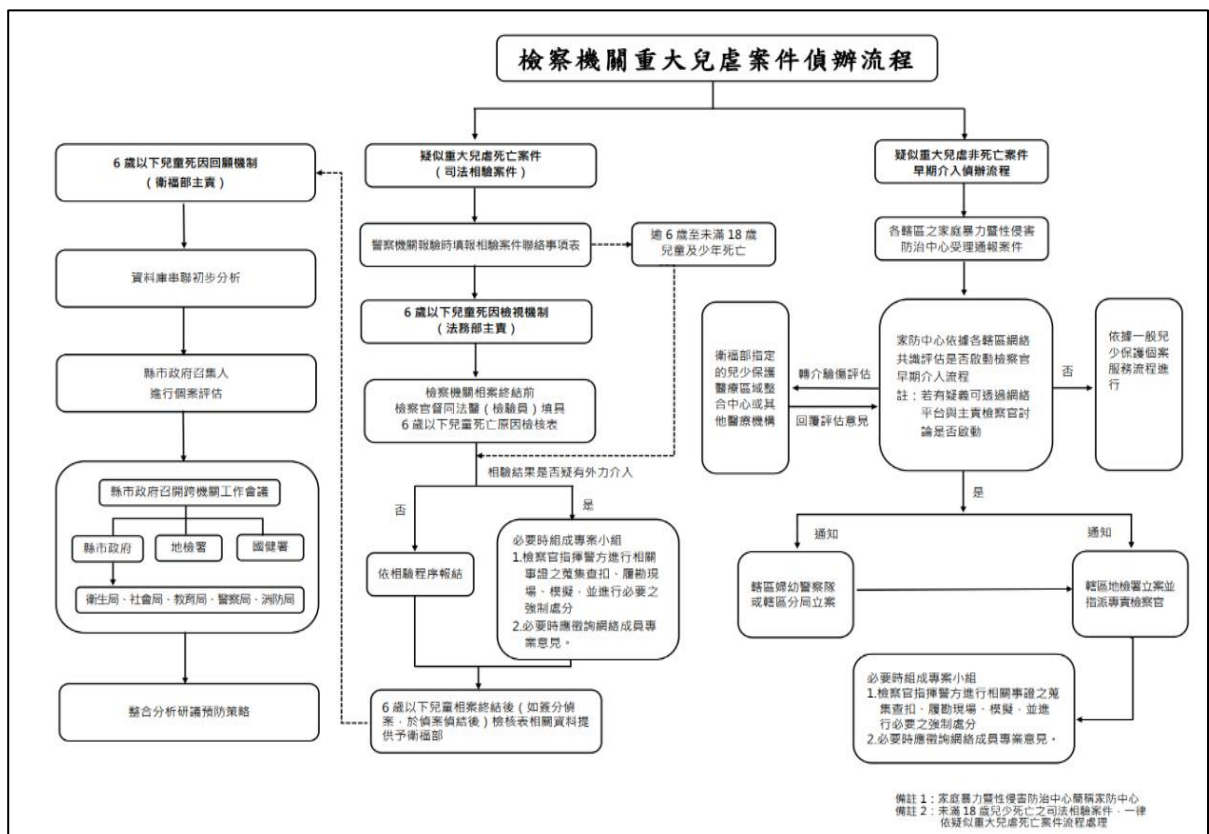 檢察機關重大兒虐案件偵辦流程
6 歲以下兒童死因回顧機制
（衛福部主責）
資料庫串聯初步分析
縣市政府召集人
進行個案評估
縣市政府召開跨機關工作會議
縣市政府
地檢署
國健署
衛生局、社會局、教育局、警察局、消防局
整合分析研議預防策略
疑似重大兒虐死亡案件
（司法相驗案件）
警察機關報驗時填報相驗案件聯絡事項表
逾 6 歲至未滿 18 歲
兒童及少年死亡
6 歲以下兒童死因檢視機制
（法務部主責）
檢察機關相案終結前
檢察官督同法醫（檢驗員）填具
6 歲以下兒童死亡原因檢核表
相驗結果是否疑有外力介入
否
是
依相驗程序報結
必要時組成專案小組
1.檢察官指揮警方進行相關
事證之蒐集查扣、履勘現
場、模擬，並進行必要之
強制處分
2.必要時應徵詢網絡成員專
業意見。
6 歲以下兒童相案終結後（如簽分偵
案，於偵案偵結後）檢核表相關資料提
供予衛福部
疑似重大兒虐非死亡案件
早期介入偵辦流程
各轄區之家庭暴力暨性侵害
防治中心受理通報案件
衛福部指定
的兒少保護
醫療區域整
合中心或其
他醫療機構
轉介驗傷評估
回覆評估意見
家防中心依據各轄區網絡
共識評估是否啟動檢察官
早期介入流程
註：若有疑義可透過網絡
平台與主責檢察官討
論是否啟動
否
依據一般兒
少保護個案
服務流程進
行
是
通知
通知
轄區婦幼警察隊
或轄區分局立案
轄區地檢署立案並
指派專責檢察官
必要時組成專案小組
1.檢察官指揮警方進行相關事證之蒐
集查扣、履勘現場、模擬，並進
行必要之強制處分
2.必要時應徵詢網絡成員專業意見。
備註 1：家庭暴力暨性侵害防治中心簡稱家防中心
備註 2：未滿 18 歲兒少死亡之司法相驗案件，一律
依疑似重大兒虐死亡案件流程處理